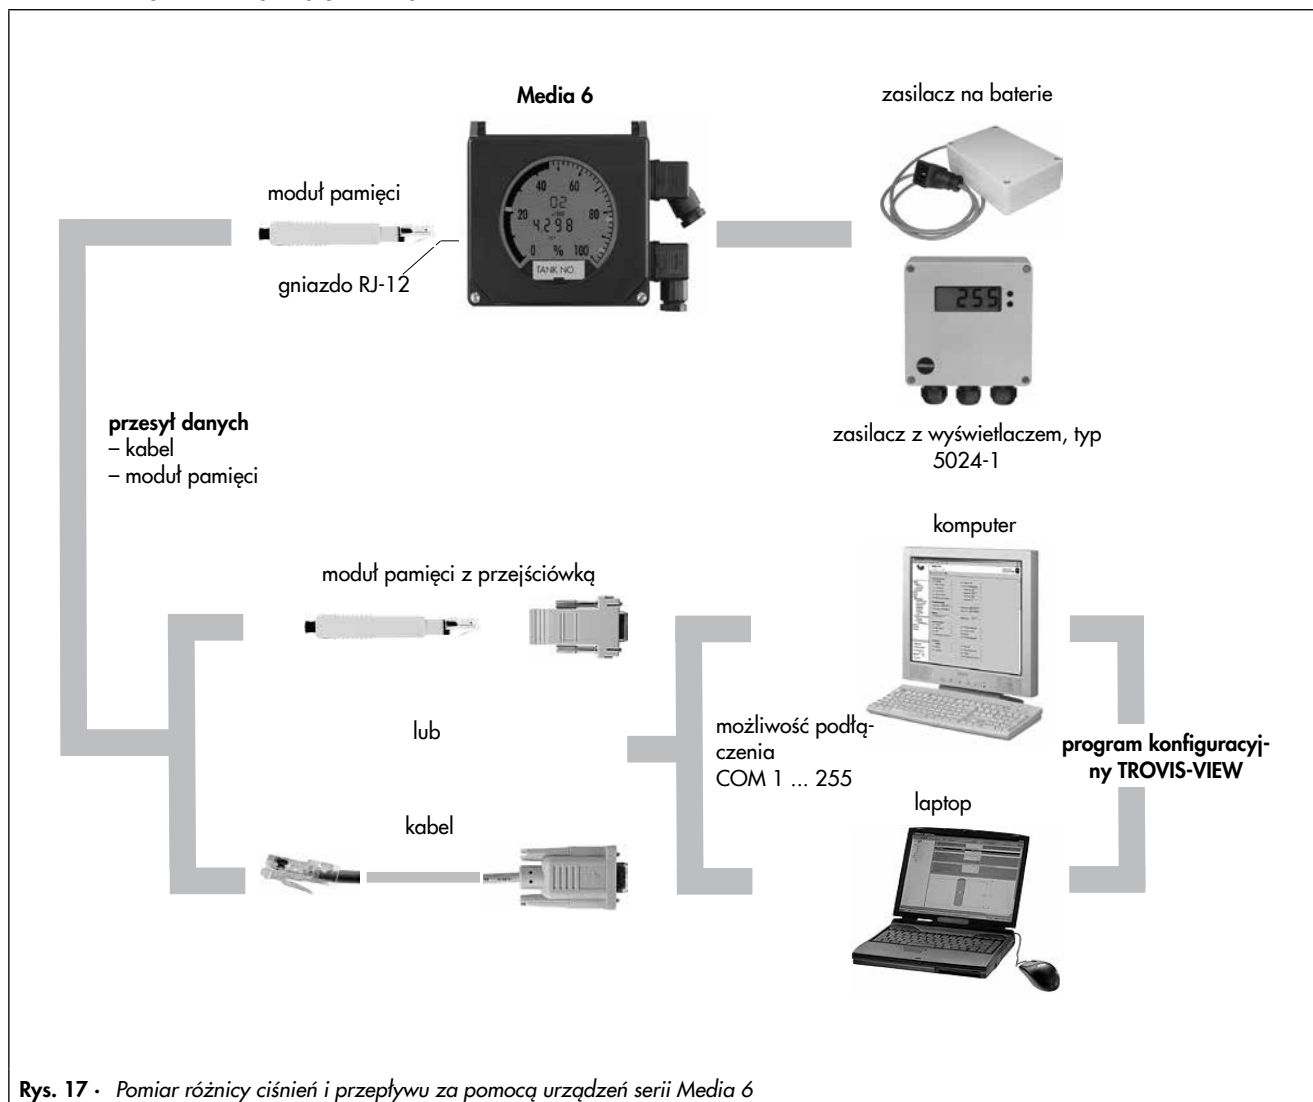 Media 6
zasilacz na baterie
moduł pamięci
gniazdo RJ-12
0
20
40
60
80
100
%
02
4.298
TANK NO.
255
zasilacz z wyświetlaczem, typ
5024-1
przesył danych
– kabel
– moduł pamięci
komputer
moduł pamięci z przejściówką
lub
możliwość podłą-
czenia
COM 1 ... 255
program konfiguracyj-
ny TROVIS-VIEW
kabel
laptop
Rys. 17 · Pomiar różnicy ciśnień i przepływu za pomocą urządzeń serii Media 6